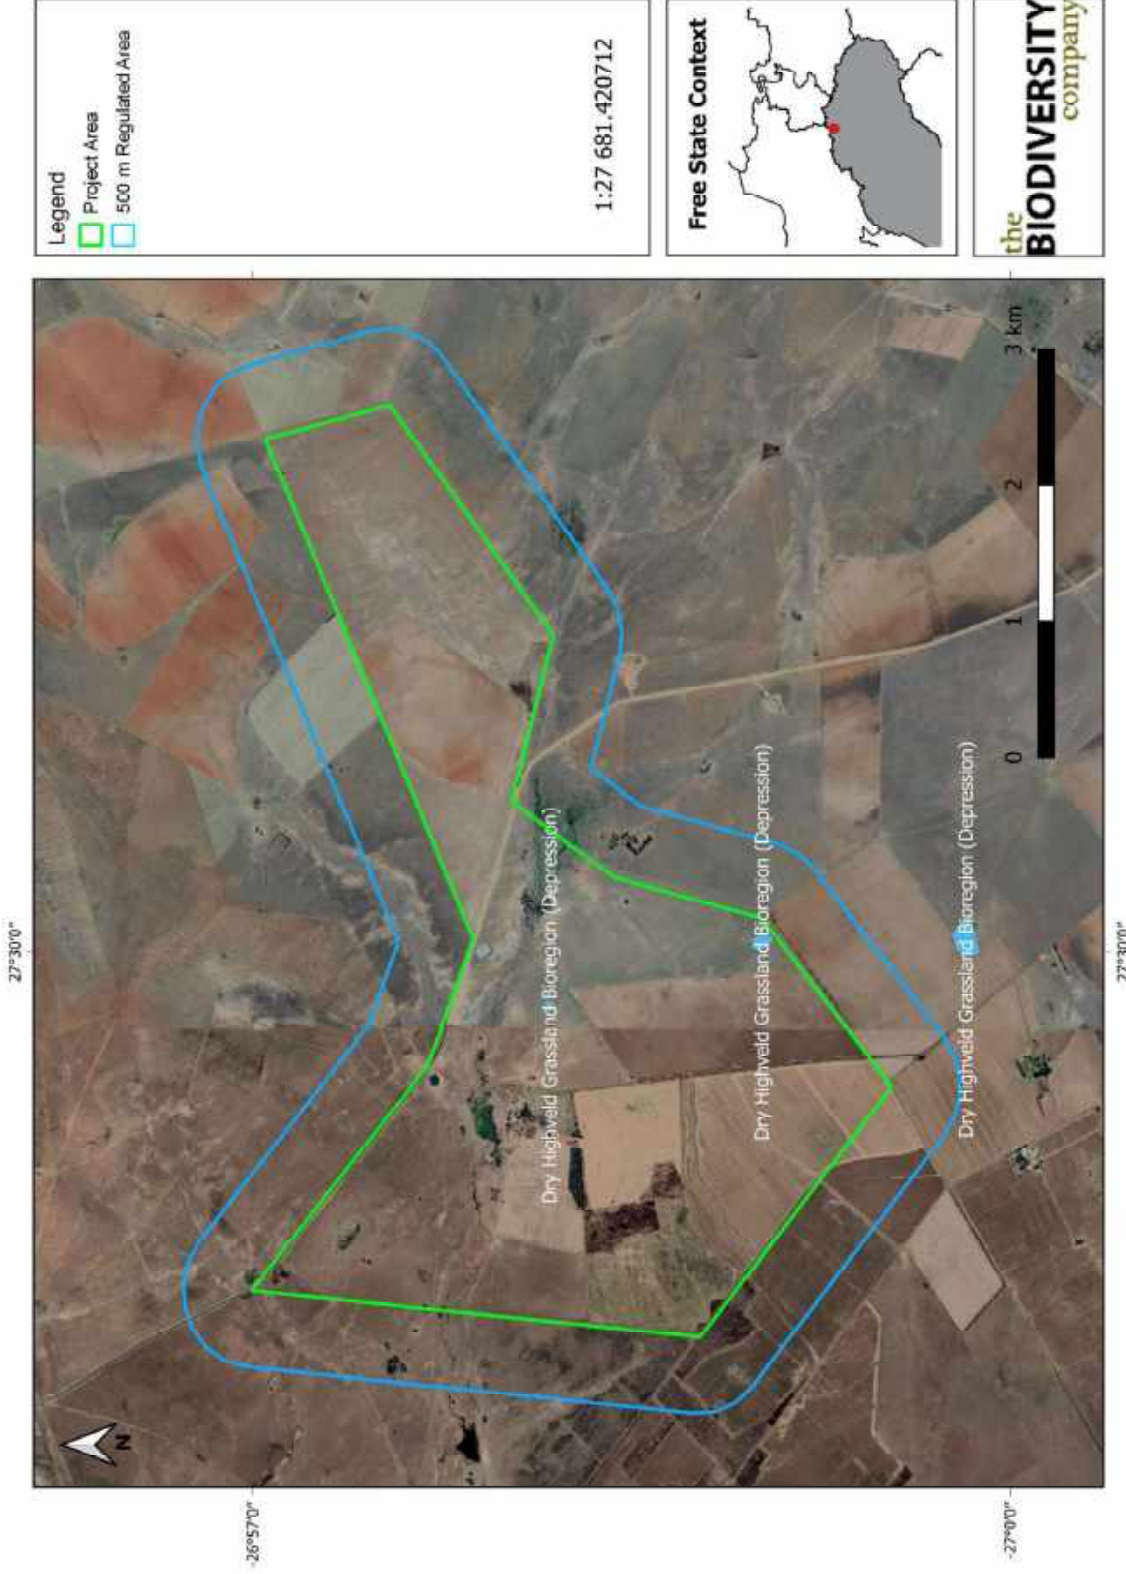 Legend
Project Area
500 m Regulated Area
1:27 681.420712
Free State Context
the
BIODIVERSITY
company
27°30'0"
-26°57'0"
N
Dry Highveld Grassland Bioregion (Depression)
Dry Highveld Grassland Bioregion (Depression)
Dry Highveld Grassland Bioregion (Depression)
0 1 2 3 km
-27°0'0"
27°30'0"